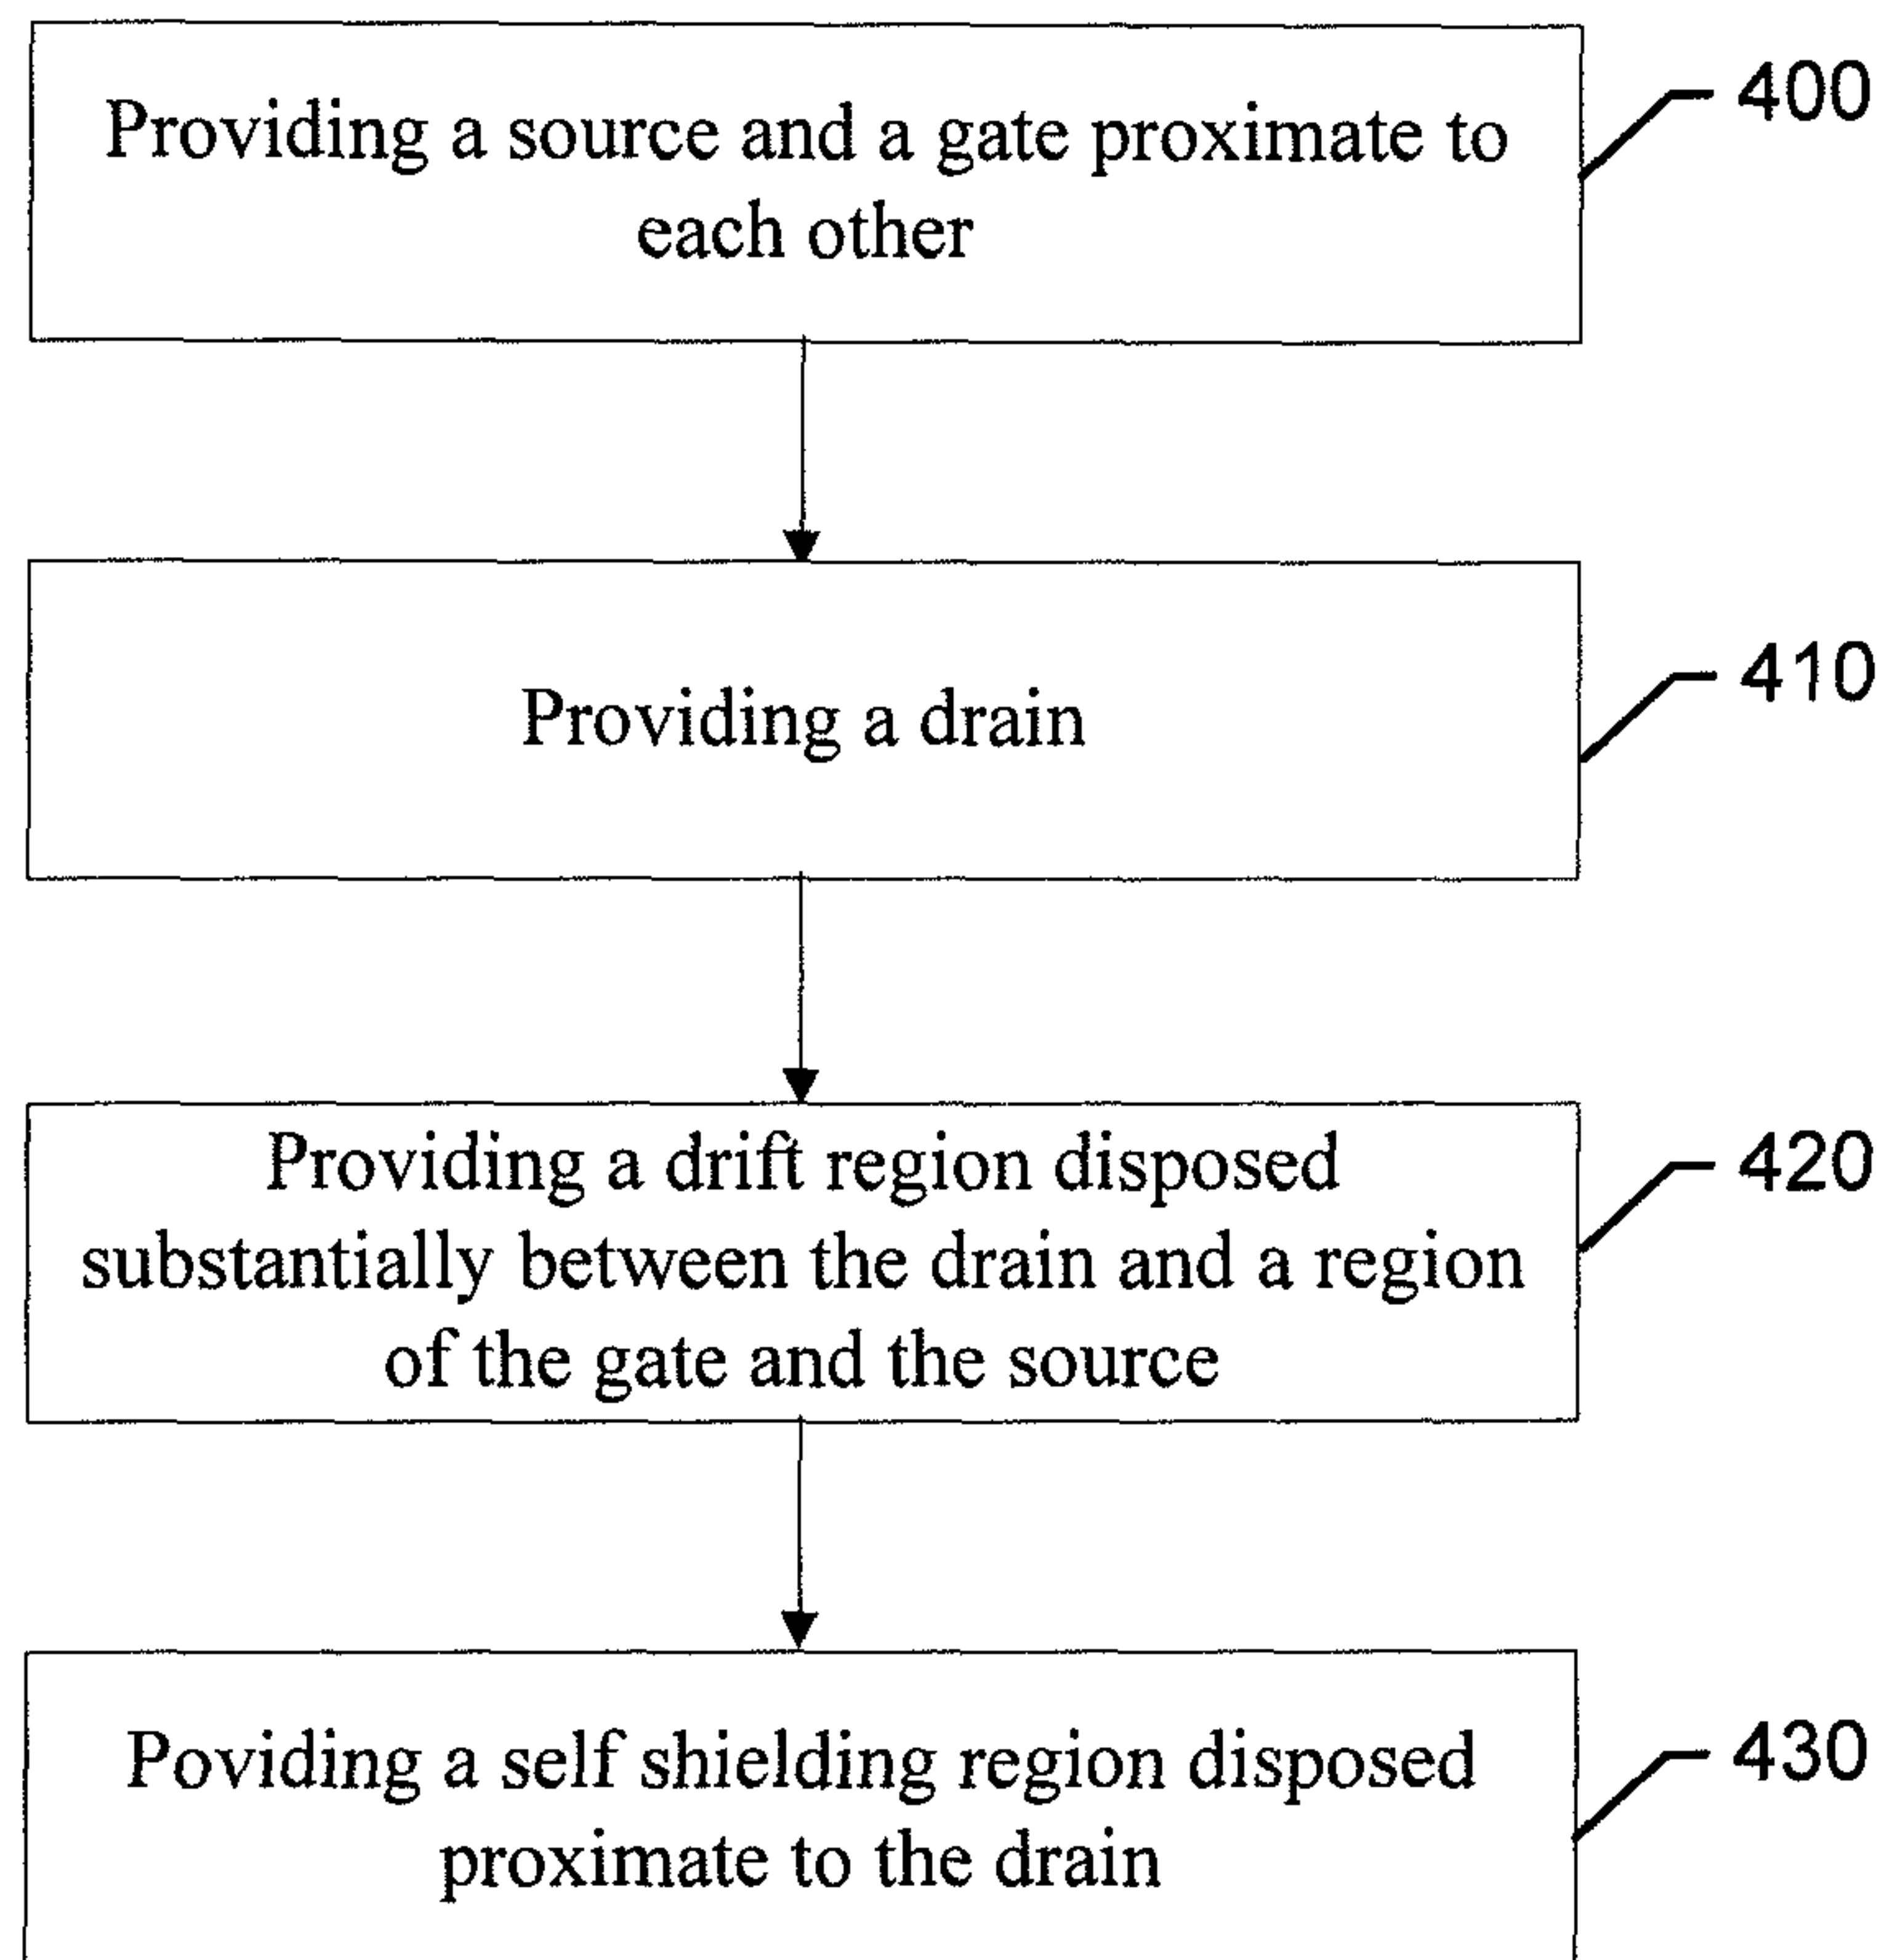 Providing a source and a gate proximate to
each other
400
Providing a drain
410
Providing a drift region disposed
substantially between the drain and a region
of the gate and the source
420
Poviding a self shielding region disposed
proximate to the drain
430